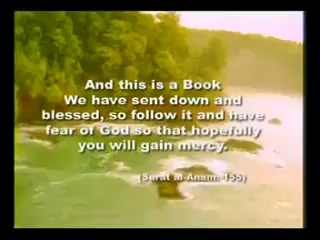 And this is a Book
We have sent down and
blessed, so follow it and have
fear of God so that hopefully
you will gain mercy.
(Surat al-Anam: 155)